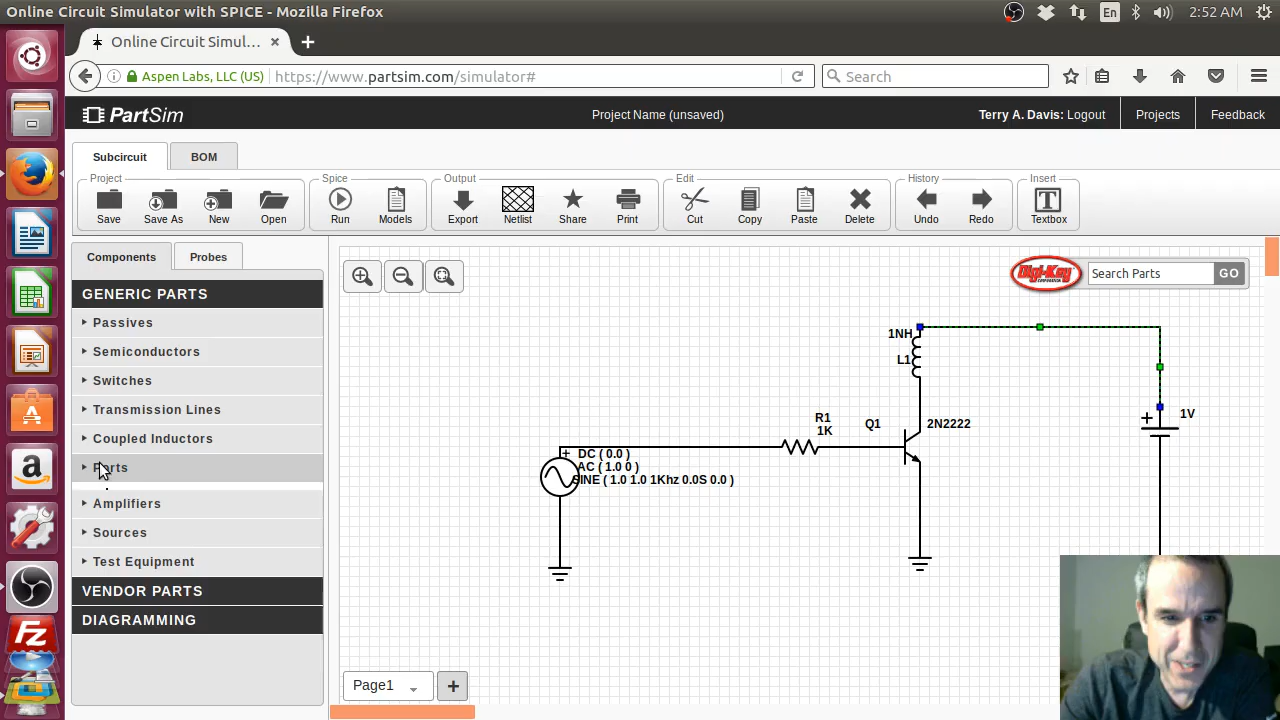 Online Circuit Simulator with SPICE - Mozilla Firefox
En
2:52 AM
Online Circuit Simul...
Aspen Labs, LLC (US)
https://www.partsim.com/simulator#
Search
PartSim
Project Name (unsaved)
Terry A. Davis: Logout
Projects
Feedback
Subcircuit
BOM
Project
Spice
Output
Edit
History
Insert
Save
Save As
New
Open
Run
Models
Export
Netlist
Share
Print
Cut
Copy
Paste
Delete
Undo
Redo
Textbox
Components
Probes
Digi-Key
CORPORATION
Search Parts
GO
GENERIC PARTS
Passives
Semiconductors
Switches
Transmission Lines
Coupled Inductors
Ports
Amplifiers
Sources
Test Equipment
VENDOR PARTS
DIAGRAMMING
1NH
L1
R1
1K
Q1
2N2222
+
1V
+
DC ( 0.0 )
AC ( 1.0 0 )
SINE ( 1.0 1.0 1Khz 0.0S 0.0 )
Page1
+
a
FZ